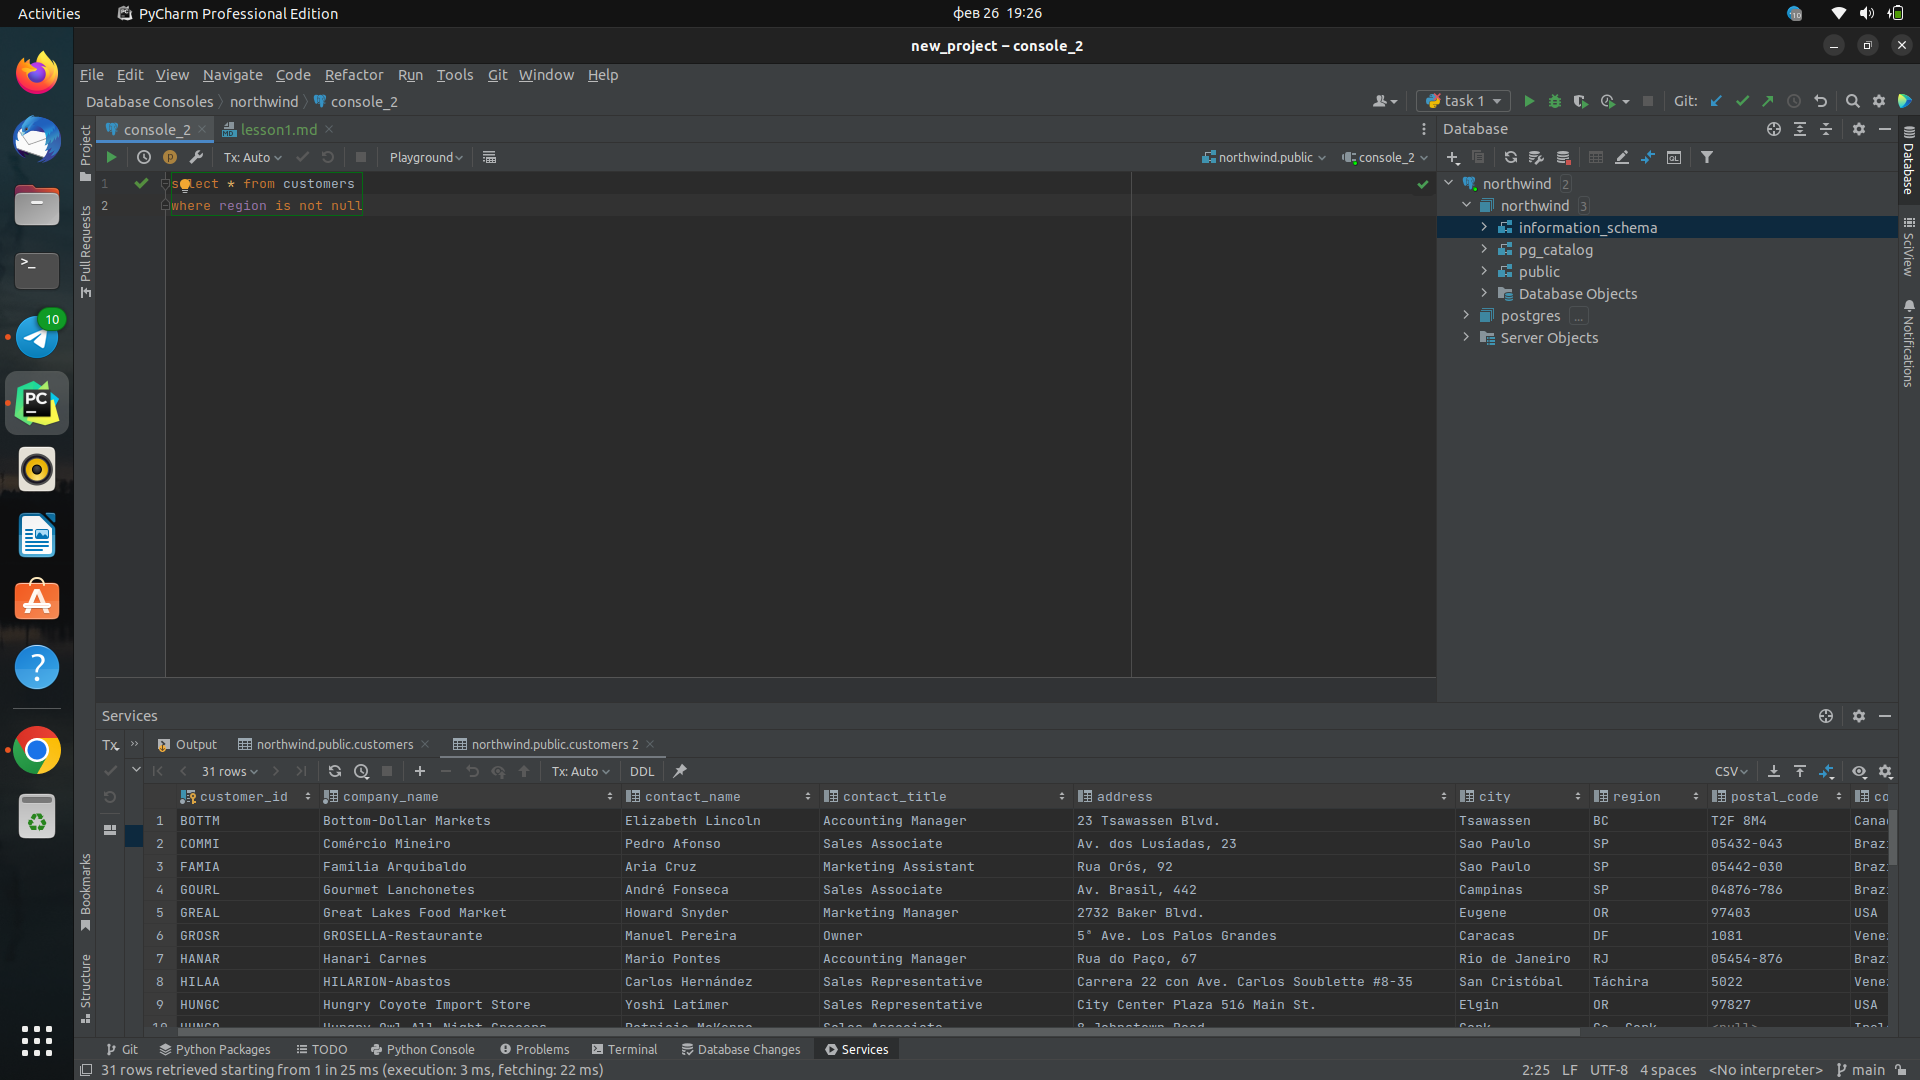 Activities PyCharm Professional Edition фев 26 19:26
new_project – console_2
File Edit View Navigate Code Refactor Run Tools Git Window Help
Database Consoles northwind console_2 task 1 Git:
console_2 lesson1.md Database
Tx: Auto Playground northwind.public console_2
1 select * from customers
2 where region is not null
northwind 2
northwind 3
information_schema
pg_catalog
public
Database Objects
postgres ...
Server Objects
Project
Pull Requests
Bookmarks
Structure
Database
SciView
Notifications
10
PC
Services
Tx Output northwind.public.customers northwind.public.customers 2
31 rows Tx: Auto DDL CSV
customer_id company_name contact_name contact_title address city region postal_code co
1 BOTTM Bottom-Dollar Markets Elizabeth Lincoln Accounting Manager 23 Tsawassen Blvd. Tsawassen BC T2F 8M4 Cana
2 COMMI Comércio Mineiro Pedro Afonso Sales Associate Av. dos Lusíadas, 23 Sao Paulo SP 05432-043 Braz
3 FAMIA Familia Arquibaldo Aria Cruz Marketing Assistant Rua Orós, 92 Sao Paulo SP 05442-030 Braz
4 GOURL Gourmet Lanchonetes André Fonseca Sales Associate Av. Brasil, 442 Campinas SP 04876-786 Braz
5 GREAL Great Lakes Food Market Howard Snyder Marketing Manager 2732 Baker Blvd. Eugene OR 97403 USA
6 GROSR GROSELLA-Restaurante Manuel Pereira Owner 5ª Ave. Los Palos Grandes Caracas DF 1081 Vene
7 HANAR Hanari Carnes Mario Pontes Accounting Manager Rua do Paço, 67 Rio de Janeiro RJ 05454-876 Braz
8 HILAA HILARION-Abastos Carlos Hernández Sales Representative Carrera 22 con Ave. Carlos Soublette #8-35 San Cristóbal Táchira 5022 Vene
9 HUNGC Hungry Coyote Import Store Yoshi Latimer Sales Representative City Center Plaza 516 Main St. Elgin OR 97827 USA
Git Python Packages TODO Python Console Problems Terminal Database Changes Services
31 rows retrieved starting from 1 in 25 ms (execution: 3 ms, fetching: 22 ms) 2:25 LF UTF-8 4 spaces <No interpreter> main